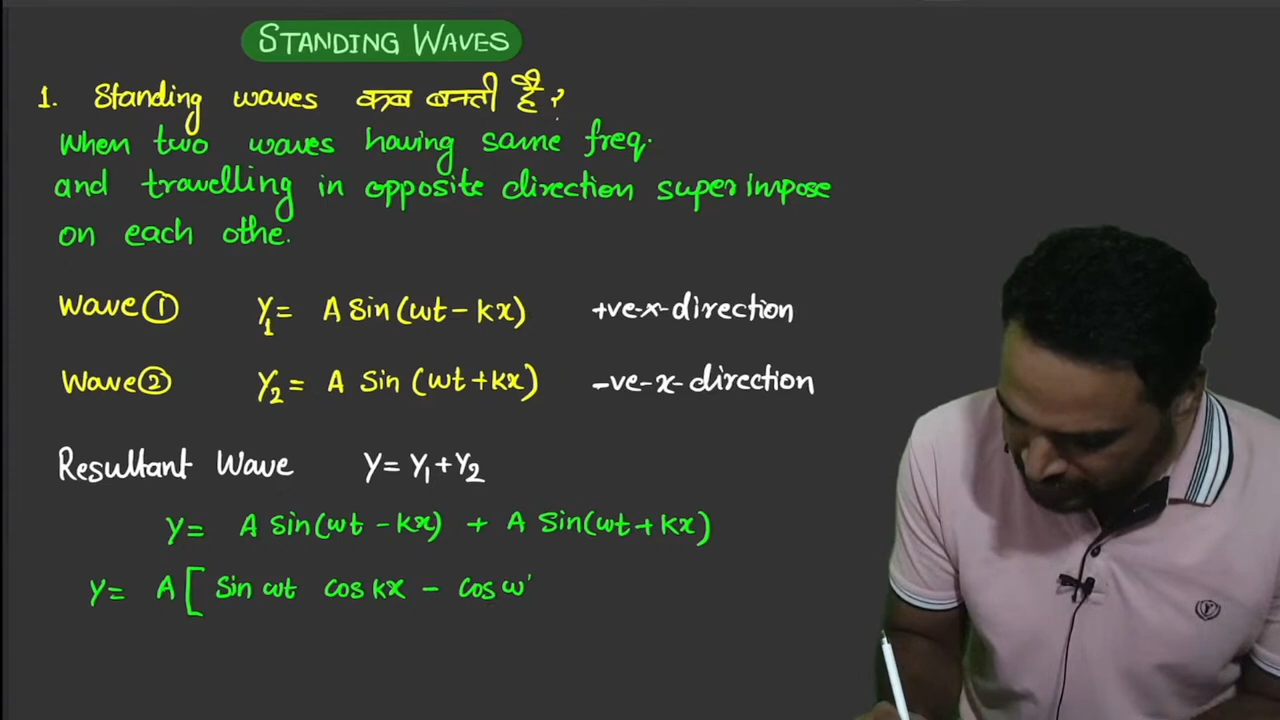 STANDING WAVES
1. Standing waves कब बनती है?
When two waves having same freq.
and travelling in opposite direction superimpose
on each othe.
Wave ① Y₁= A Sin(ωt - kx) +ve-x-direction
Wave ② Y₂= A Sin (ωt + kx) -ve-x-direction
Resultant Wave Y= Y₁+Y₂
Y= A Sin(ωt - kx) + A Sin(ωt + kx)
Y= A[ Sin ωt cos kx - cos ω